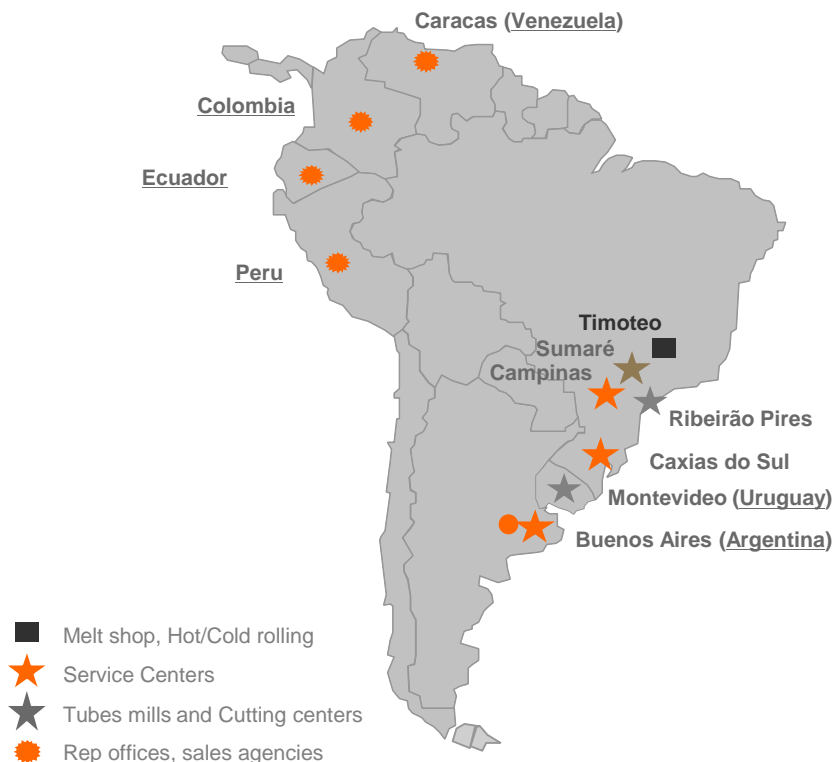 Caracas (Venezuela)
Colombia
Ecuador
Peru
Timoteo
Sumaré
Campinas
Ribeirão Pires
Caxias do Sul
Montevideo (Uruguay)
Buenos Aires (Argentina)
Melt shop, Hot/Cold rolling
Service Centers
Tubes mills and Cutting centers
Rep offices, sales agencies